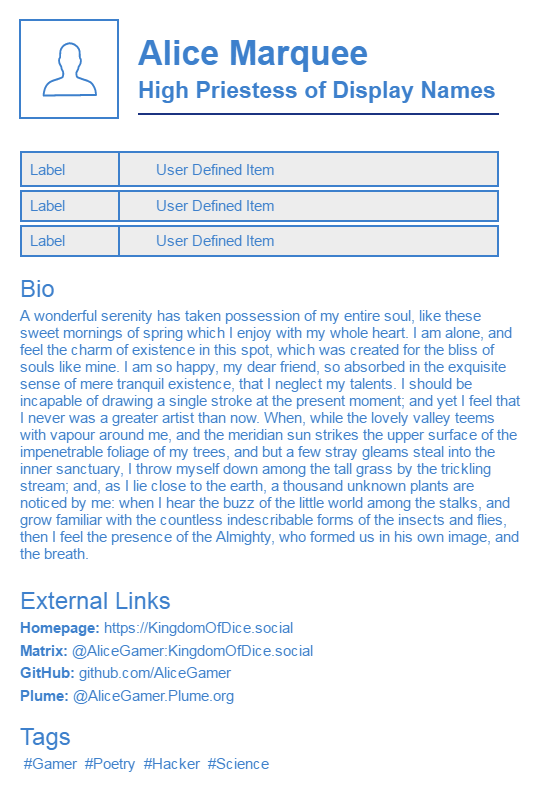 Alice Marquee
High Priestess of Display Names
Label User Defined Item
Label User Defined Item
Label User Defined Item
Bio
A wonderful serenity has taken possession of my entire soul, like these
sweet mornings of spring which I enjoy with my whole heart. I am alone, and
feel the charm of existence in this spot, which was created for the bliss of
souls like mine. I am so happy, my dear friend, so absorbed in the exquisite
sense of mere tranquil existence, that I neglect my talents. I should be
incapable of drawing a single stroke at the present moment; and yet I feel that
I never was a greater artist than now. When, while the lovely valley teems
with vapour around me, and the meridian sun strikes the upper surface of the
impenetrable foliage of my trees, and but a few stray gleams steal into the
inner sanctuary, I throw myself down among the tall grass by the trickling
stream; and, as I lie close to the earth, a thousand unknown plants are
noticed by me: when I hear the buzz of the little world among the stalks, and
grow familiar with the countless indescribable forms of the insects and flies,
then I feel the presence of the Almighty, who formed us in his own image, and
the breath.
External Links
Homepage: https://KingdomOfDice.social
Matrix: @AliceGamer:KingdomOfDice.social
GitHub: github.com/AliceGamer
Plume: @AliceGamer.Plume.org
Tags
#Gamer #Poetry #Hacker #Science